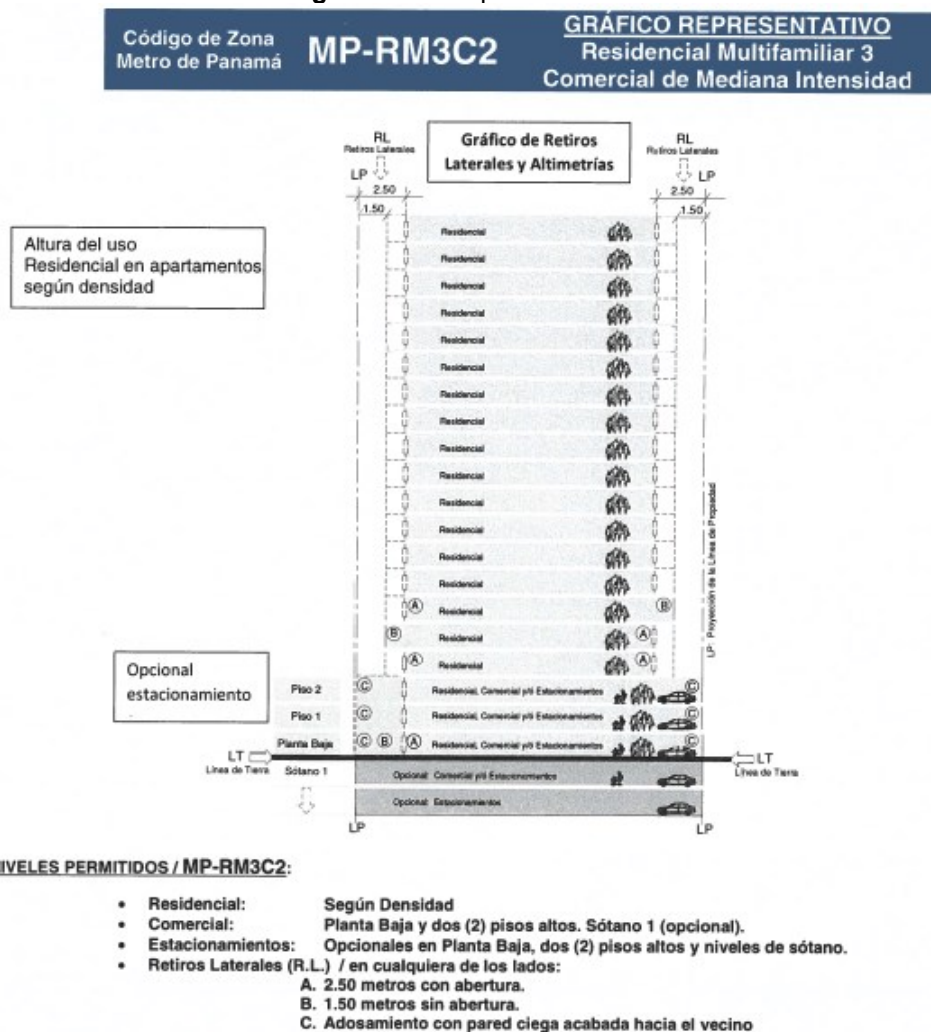 Código de Zona
Metro de Panamá
MP-RM3C2
GRÁFICO REPRESENTATIVO
Residencial Multifamiliar 3
Comercial de Mediana Intensidad
Gráfico de Retiros
Laterales y Altimetrías
RL
Retiros Laterales
LP
2.50
1.50
RL
Retiros Laterales
LP
2.50
1.50
Altura del uso
Residencial en apartamentos
según densidad
Residencial
Residencial
Residencial
Residencial
Residencial
Residencial
Residencial
Residencial
Residencial
Residencial
Residencial
Residencial
Residencial
Residencial
A Residencial B
B Residencial A
A Residencial A
LP: Proyección de la Línea de Propiedad
Opcional
estacionamiento
Piso 2 C Residencial, Comercial y/ó Estacionamientos C
Piso 1 C Residencial, Comercial y/ó Estacionamientos C
Planta Baja C B A Residencial, Comercial y/ó Estacionamientos C
LT
Línea de Tierra
LT
Línea de Tierra
Sótano 1 Opcional: Comercial y/ó Estacionamientos
Opcional: Estacionamientos
LP
LP
IVELES PERMITIDOS / MP-RM3C2:
• Residencial: Según Densidad
• Comercial: Planta Baja y dos (2) pisos altos. Sótano 1 (opcional).
• Estacionamientos: Opcionales en Planta Baja, dos (2) pisos altos y niveles de sótano.
• Retiros Laterales (R.L.) / en cualquiera de los lados:
A. 2.50 metros con abertura.
B. 1.50 metros sin abertura.
C. Adosamiento con pared ciega acabada hacia el vecino